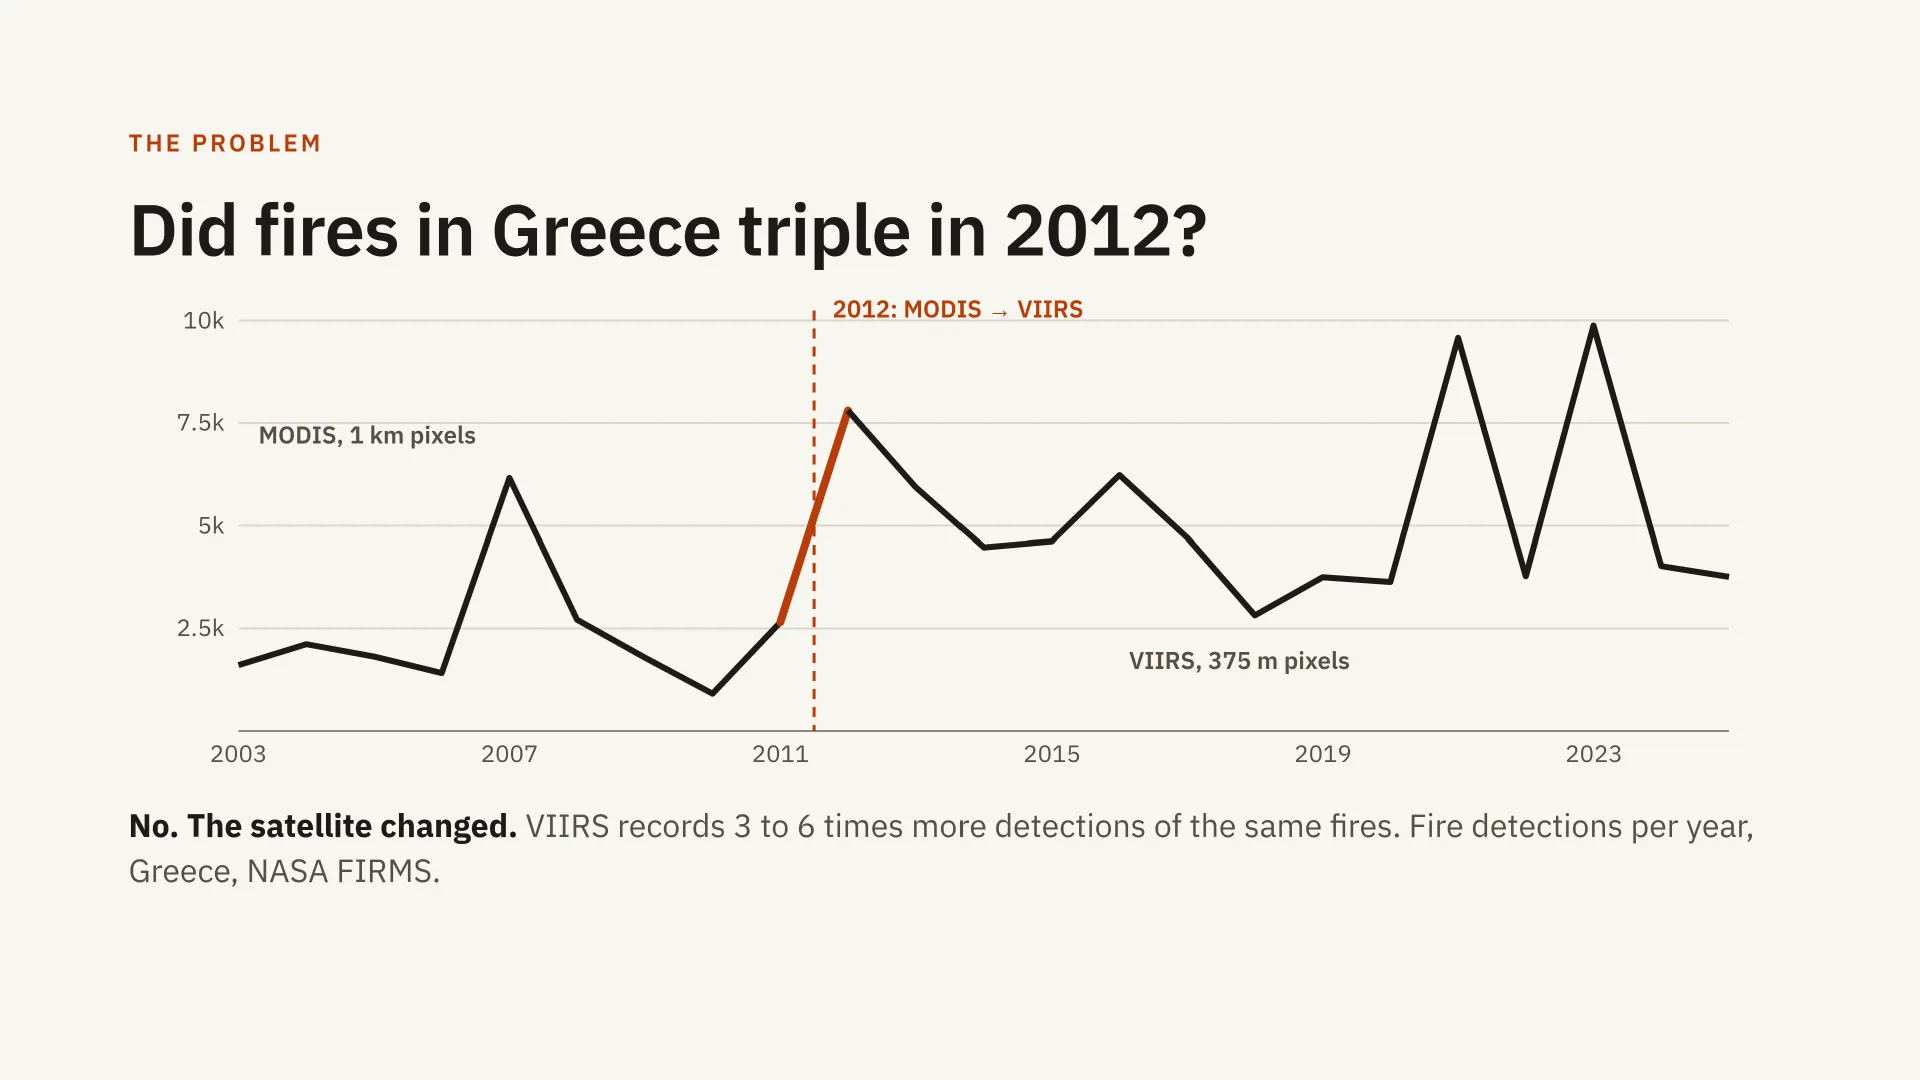 THE PROBLEM
Did fires in Greece triple in 2012?
2012: MODIS → VIIRS
10k
7.5k
MODIS, 1 km pixels
5k
2.5k
VIIRS, 375 m pixels
2003 2007 2011 2015 2019 2023
No. The satellite changed. VIIRS records 3 to 6 times more detections of the same fires. Fire detections per year,
Greece, NASA FIRMS.